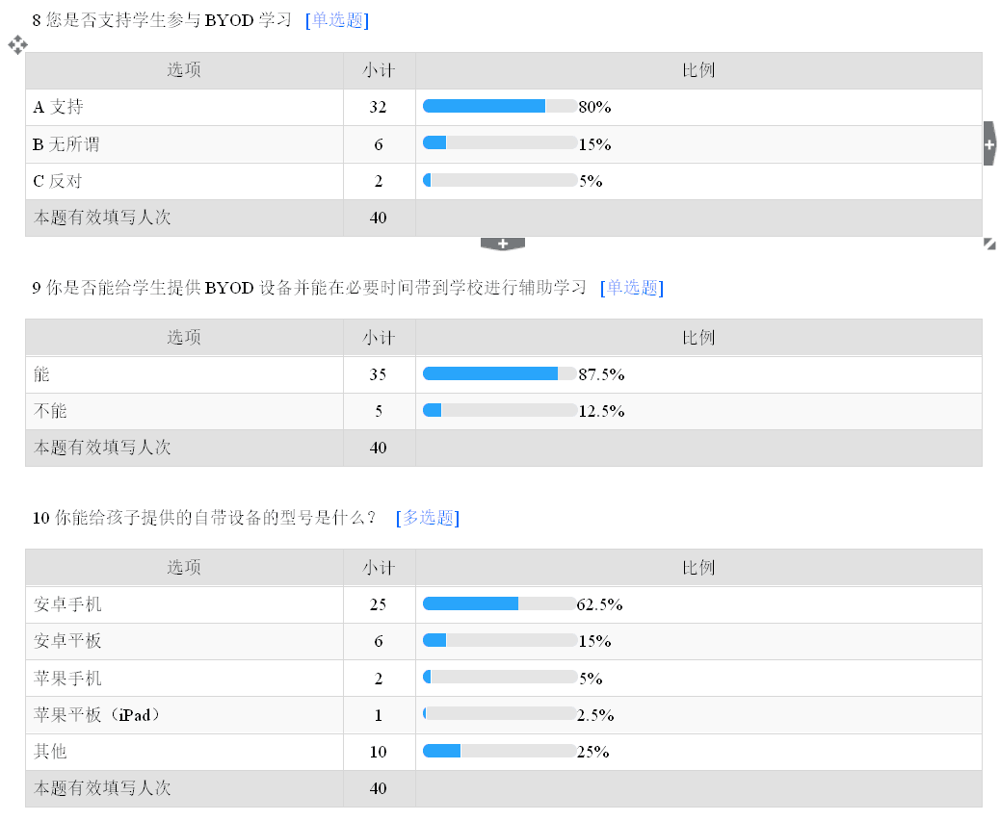 8 您是否支持学生参与 BYOD 学习 [单选题]
选项 小计 比例
A 支持 32 80%
B 无所谓 6 15%
C 反对 2 5%
本题有效填写人次 40
9 你是否能给学生提供 BYOD 设备并能在必要时间带到学校进行辅助学习 [单选题]
选项 小计 比例
能 35 87.5%
不能 5 12.5%
本题有效填写人次 40
10 你能给孩子提供的自带设备的型号是什么？ [多选题]
选项 小计 比例
安卓手机 25 62.5%
安卓平板 6 15%
苹果手机 2 5%
苹果平板（iPad） 1 2.5%
其他 10 25%
本题有效填写人次 40